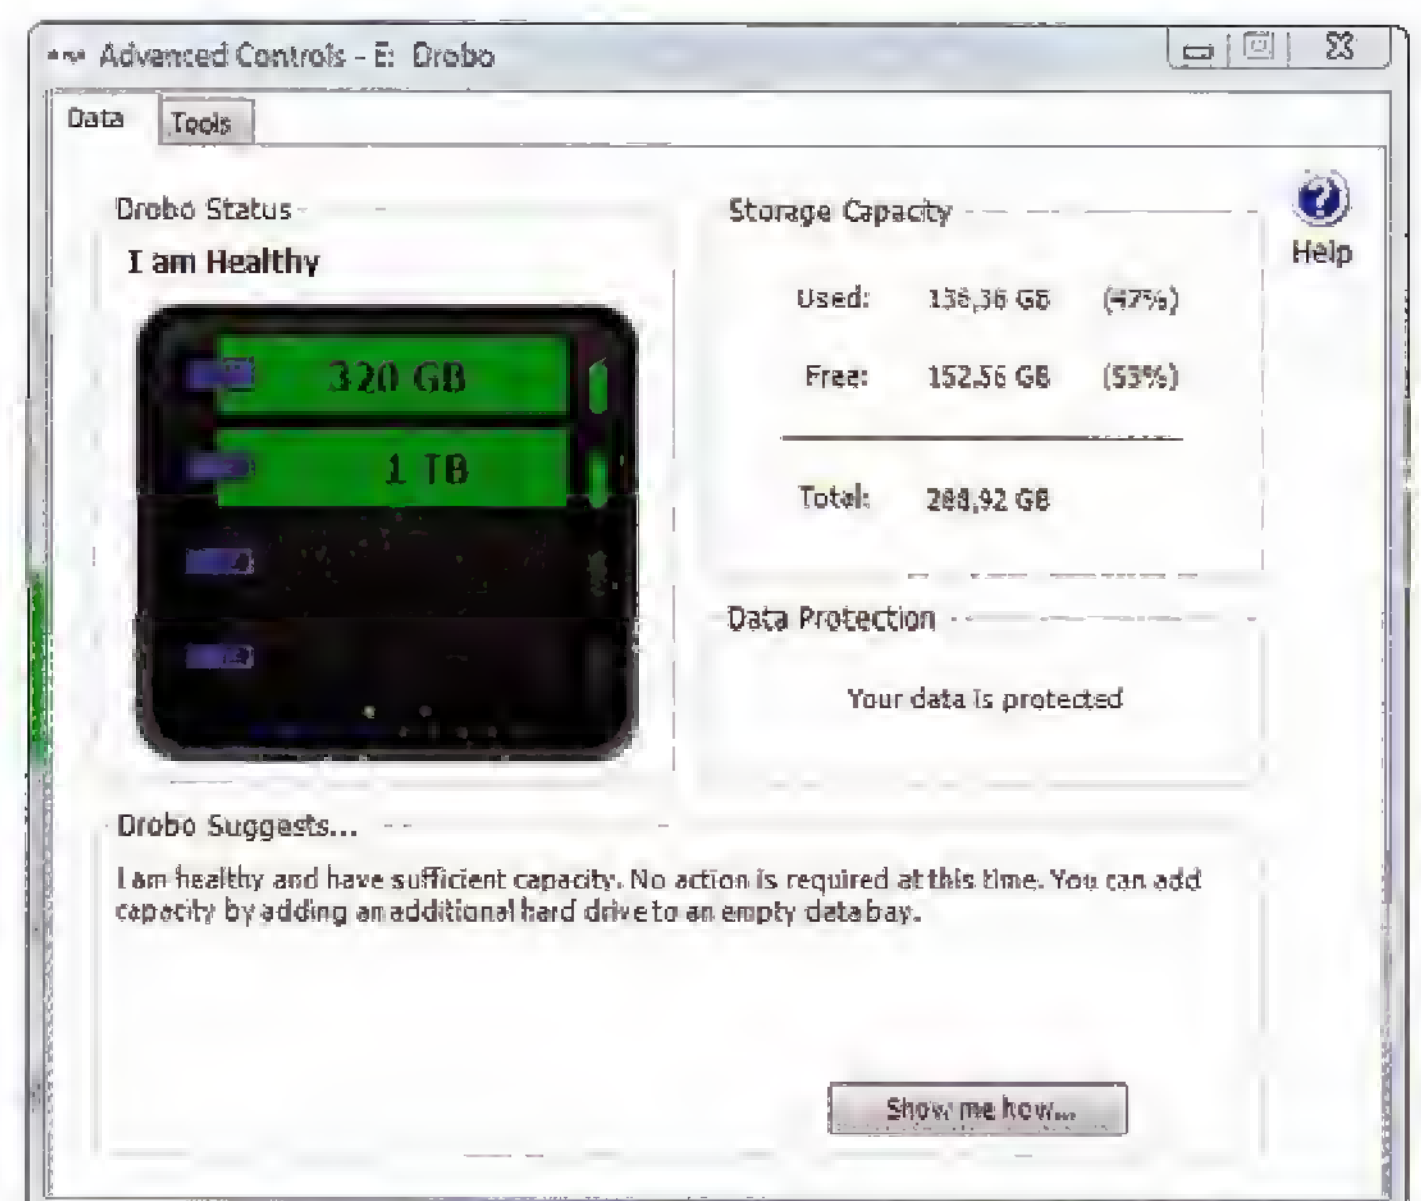 Advanced Controls - E: Drobo
Data
Tools
Drobo Status
I am Healthy
320 GB
1 TB
Storage Capacity
Help
Used: 136,36 GB (47%)
Free: 152,56 GB (53%)
Total: 288,92 GB
Data Protection
Your data is protected
Drobo Suggests...
I am healthy and have sufficient capacity. No action is required at this time. You can add
capacity by adding an additional hard drive to an empty data bay.
Show me how...